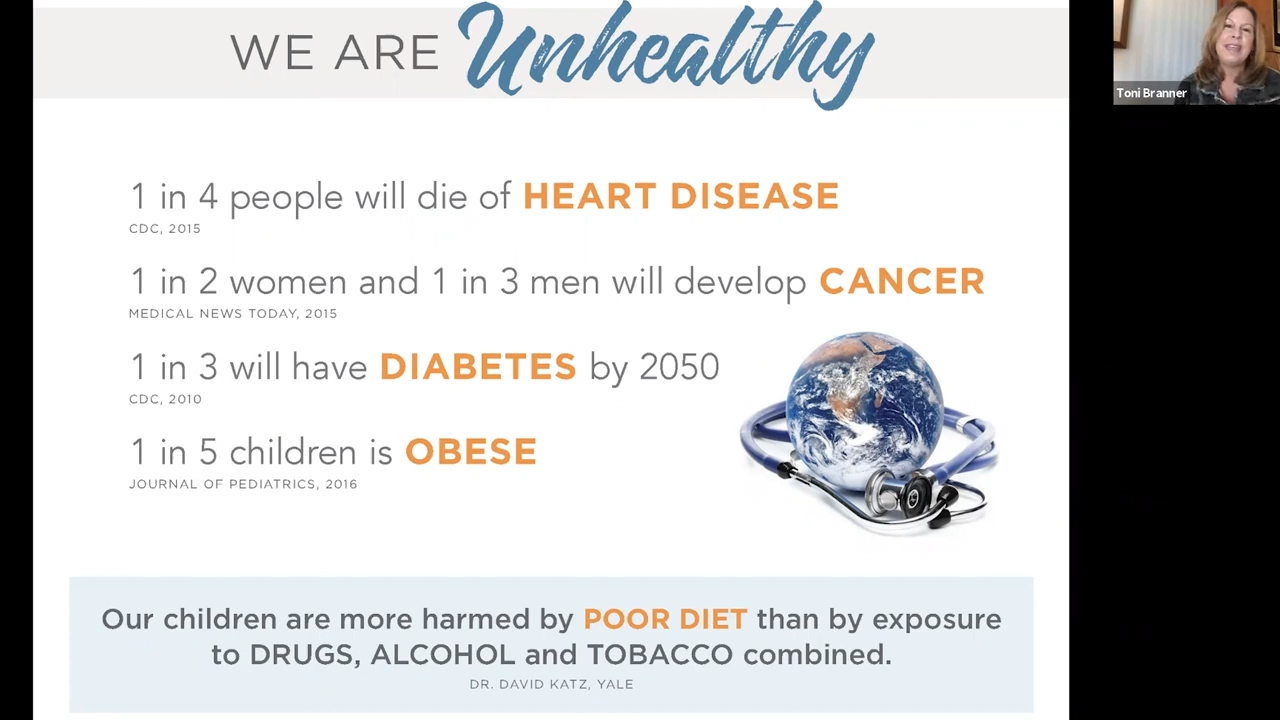 WE ARE Unhealthy
Toni Branner
1 in 4 people will die of HEART DISEASE
CDC, 2015
1 in 2 women and 1 in 3 men will develop CANCER
MEDICAL NEWS TODAY, 2015
1 in 3 will have DIABETES by 2050
CDC, 2010
1 in 5 children is OBESE
JOURNAL OF PEDIATRICS, 2016
Our children are more harmed by POOR DIET than by exposure
to DRUGS, ALCOHOL and TOBACCO combined.
DR. DAVID KATZ, YALE